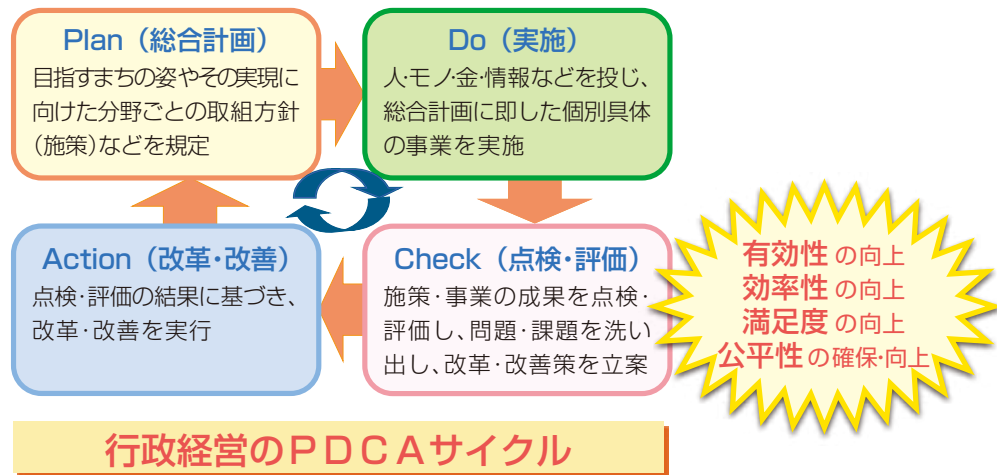 Plan（総合計画）
目指すまちの姿やその実現に
向けた分野ごとの取組方針
（施策）などを規定
Do（実施）
人・モノ・金・情報などを投じ、
総合計画に即した個別具体
の事業を実施
Action（改革・改善）
点検・評価の結果に基づき、
改革・改善を実行
Check（点検・評価）
施策・事業の成果を点検・
評価し、問題・課題を洗い
出し、改革・改善策を立案
有効性の向上
効率性の向上
満足度の向上
公平性の確保・向上
行政経営のＰＤＣＡサイクル